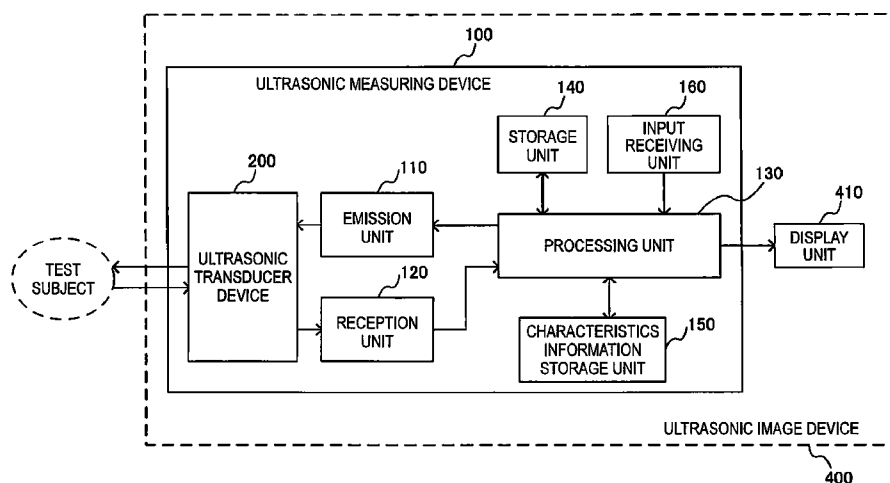 100
ULTRASONIC MEASURING DEVICE
140
STORAGE
UNIT
160
INPUT
RECEIVING
UNIT
200
ULTRASONIC
TRANSDUCER
DEVICE
110
EMISSION
UNIT
130
PROCESSING UNIT
410
DISPLAY
UNIT
TEST
SUBJECT
120
RECEPTION
UNIT
CHARACTERISTICS
INFORMATION
STORAGE UNIT
150
ULTRASONIC IMAGE DEVICE
400